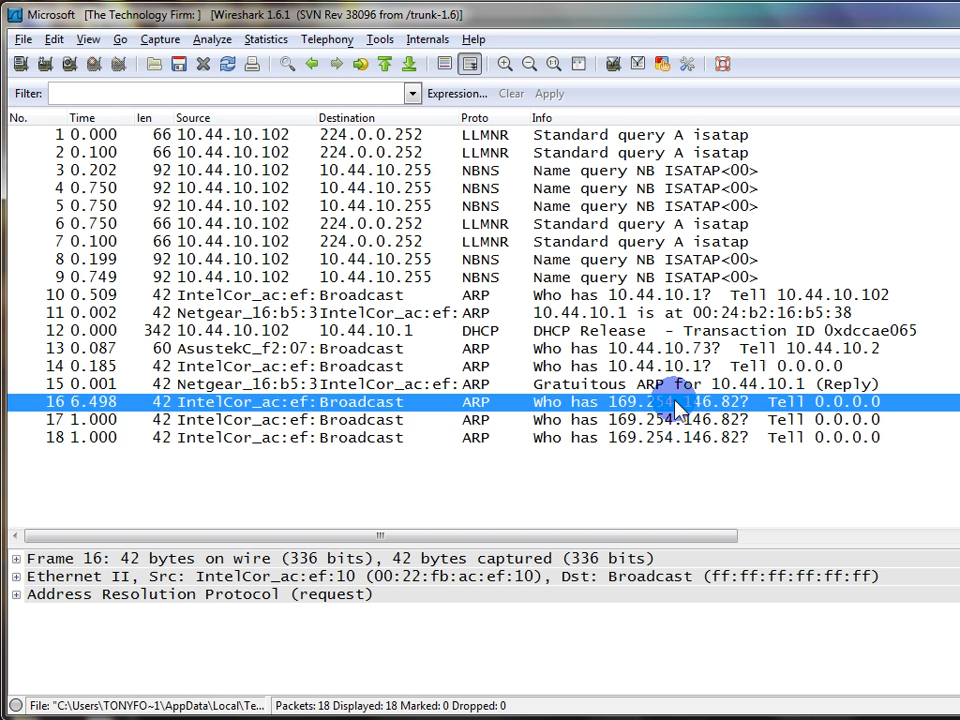 Microsoft [The Technology Firm: ] [Wireshark 1.6.1 (SVN Rev 38096 from /trunk-1.6)]
File Edit View Go Capture Analyze Statistics Telephony Tools Internals Help
Filter: Expression... Clear Apply
No. Time len Source Destination Proto Info
1 0.000 66 10.44.10.102 224.0.0.252 LLMNR Standard query A isatap
2 0.100 66 10.44.10.102 224.0.0.252 LLMNR Standard query A isatap
3 0.202 92 10.44.10.102 10.44.10.255 NBNS Name query NB ISATAP<00>
4 0.750 92 10.44.10.102 10.44.10.255 NBNS Name query NB ISATAP<00>
5 0.750 92 10.44.10.102 10.44.10.255 NBNS Name query NB ISATAP<00>
6 0.750 66 10.44.10.102 224.0.0.252 LLMNR Standard query A isatap
7 0.100 66 10.44.10.102 224.0.0.252 LLMNR Standard query A isatap
8 0.199 92 10.44.10.102 10.44.10.255 NBNS Name query NB ISATAP<00>
9 0.749 92 10.44.10.102 10.44.10.255 NBNS Name query NB ISATAP<00>
10 0.509 42 IntelCor_ac:ef: Broadcast ARP Who has 10.44.10.1? Tell 10.44.10.102
11 0.002 42 Netgear_16:b5:3 IntelCor_ac:ef: ARP 10.44.10.1 is at 00:24:b2:16:b5:38
12 0.000 342 10.44.10.102 10.44.10.1 DHCP DHCP Release - Transaction ID 0xdccae065
13 0.087 60 AsustekC_f2:07: Broadcast ARP Who has 10.44.10.73? Tell 10.44.10.2
14 0.185 42 IntelCor_ac:ef: Broadcast ARP Who has 10.44.10.1? Tell 0.0.0.0
15 0.001 42 Netgear_16:b5:3 IntelCor_ac:ef: ARP Gratuitous ARP for 10.44.10.1 (Reply)
16 6.498 42 IntelCor_ac:ef: Broadcast ARP Who has 169.254.146.82? Tell 0.0.0.0
17 1.000 42 IntelCor_ac:ef: Broadcast ARP Who has 169.254.146.82? Tell 0.0.0.0
18 1.000 42 IntelCor_ac:ef: Broadcast ARP Who has 169.254.146.82? Tell 0.0.0.0
Frame 16: 42 bytes on wire (336 bits), 42 bytes captured (336 bits)
Ethernet II, Src: IntelCor_ac:ef:10 (00:22:fb:ac:ef:10), Dst: Broadcast (ff:ff:ff:ff:ff:ff)
Address Resolution Protocol (request)
File: "C:\Users\TONYFO~1\AppData\Local\Te... Packets: 18 Displayed: 18 Marked: 0 Dropped: 0